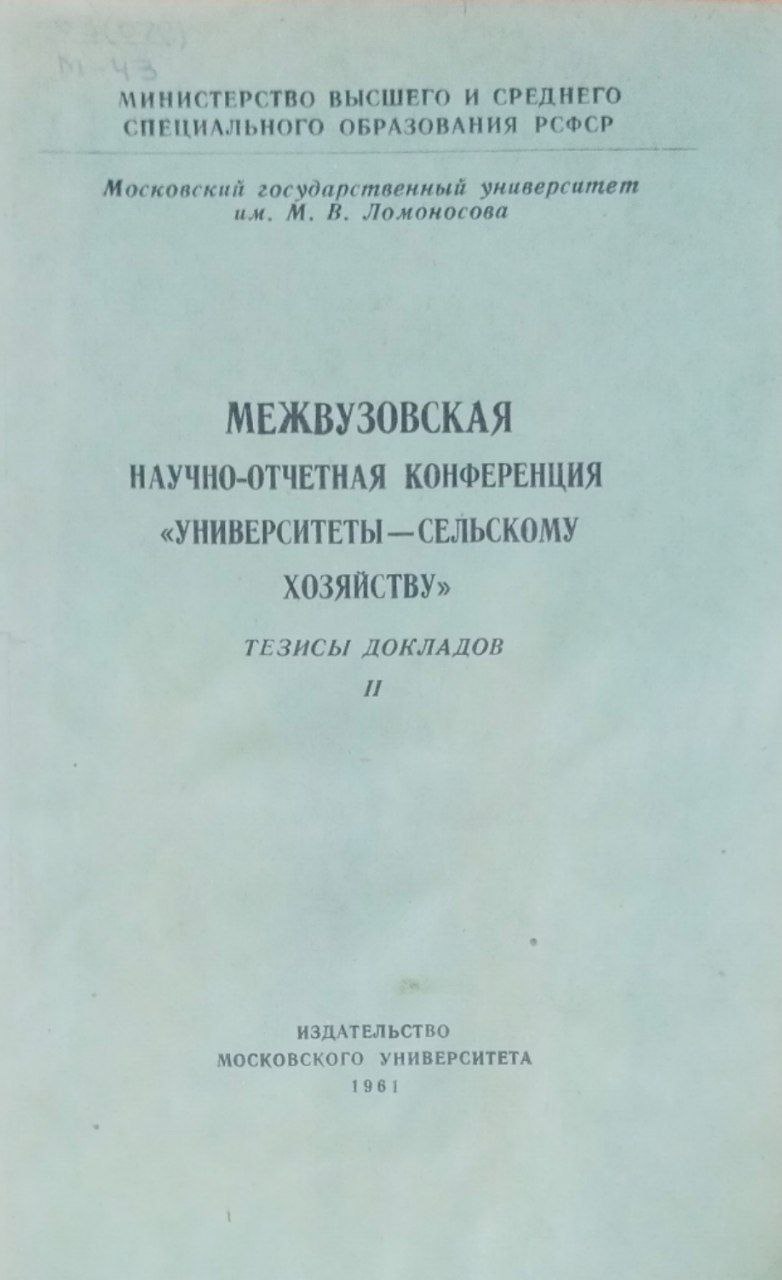 М-43
МИНИСТЕРСТВО ВЫСШЕГО И СРЕДНЕГО
СПЕЦИАЛЬНОГО ОБРАЗОВАНИЯ РСФСР
Московский государственный университет
им. М. В. Ломоносова
МЕЖВУЗОВСКАЯ
НАУЧНО-ОТЧЕТНАЯ КОНФЕРЕНЦИЯ
«УНИВЕРСИТЕТЫ — СЕЛЬСКОМУ
ХОЗЯЙСТВУ»
ТЕЗИСЫ ДОКЛАДОВ
II
ИЗДАТЕЛЬСТВО
МОСКОВСКОГО УНИВЕРСИТЕТА
1961